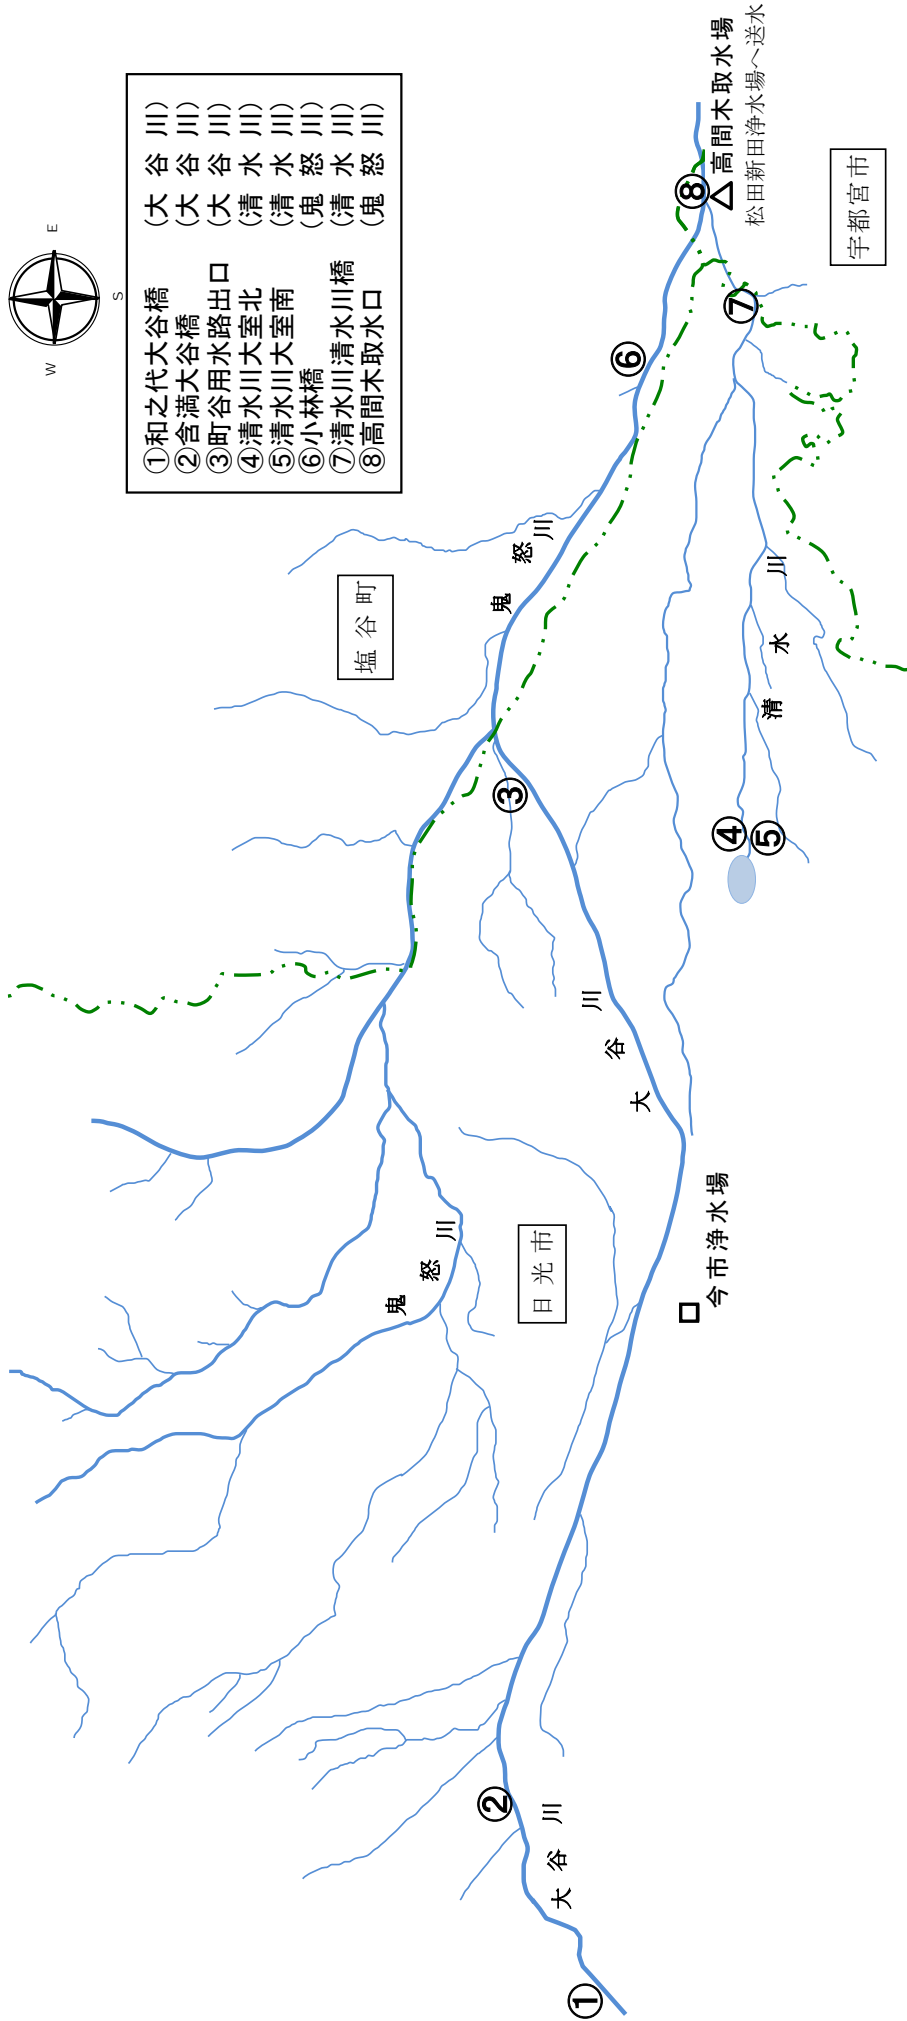 E
S
W
①和之代大谷橋 (大 谷 川)
②含満大谷橋 (大 谷 川)
③町谷用水路出口 (大 谷 川)
④清水川大室北 (清 水 川)
⑤清水川大室南 (清 水 川)
⑥小林橋 (鬼 怒 川)
⑦清水川清水川橋 (清 水 川)
⑧高間木取水口 (鬼 怒 川)
塩谷町
日光市
宇都宮市
鬼怒川
鬼怒川
大谷川
大谷川
清水川
今市浄水場
高間木取水場
松田新田浄水場へ送水
①
②
③
④
⑤
⑥
⑦
⑧